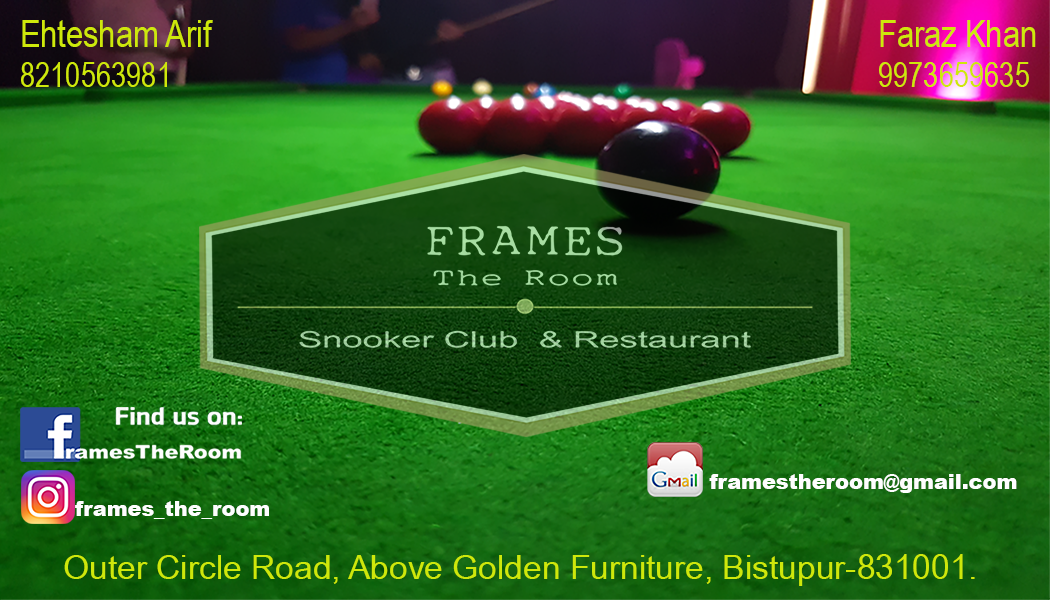 Ehtesham Arif
8210563981
Faraz Khan
9973659635
FRAMES
The Room
Snooker Club & Restaurant
Find us on:
f
ramesTheRoom
frames_the_room
Gmail
framestheroom@gmail.com
Outer Circle Road, Above Golden Furniture, Bistupur-831001.